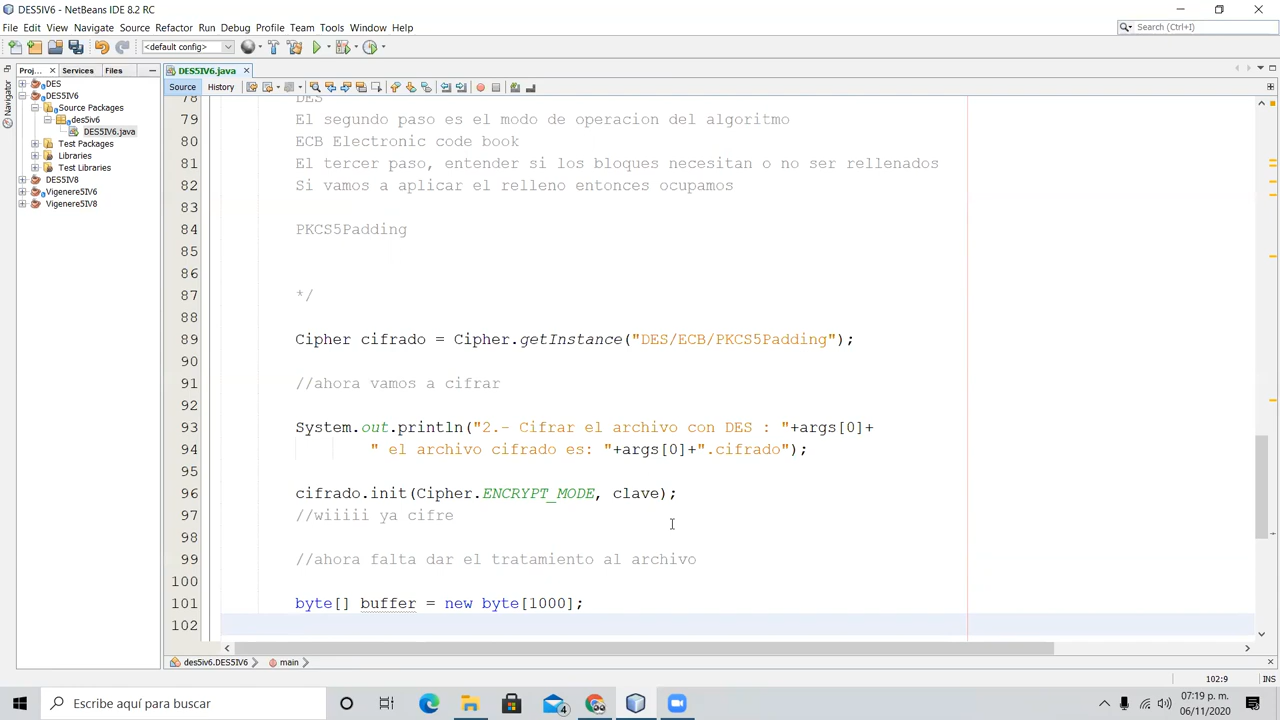 DES5IV6 - NetBeans IDE 8.2 RC
File Edit View Navigate Source Refactor Run Debug Profile Team Tools Window Help
Search (Ctrl+I)
<default config>
Proj... Services Files
DES5IV6.java
Navigator
Source History
DES
DES5IV6
Source Packages
des5iv6
DES5IV6.java
Test Packages
Libraries
Test Libraries
DES5IV8
Vigenere5IV6
Vigenere5IV8
78 DES
79 El segundo paso es el modo de operacion del algoritmo
80 ECB Electronic code book
81 El tercer paso, entender si los bloques necesitan o no ser rellenados
82 Si vamos a aplicar el relleno entonces ocupamos
83
84 PKCS5Padding
85
86
87 */
88
89 Cipher cifrado = Cipher.getInstance("DES/ECB/PKCS5Padding");
90
91 //ahora vamos a cifrar
92
93 System.out.println("2.- Cifrar el archivo con DES : "+args[0]+
94 " el archivo cifrado es: "+args[0]+".cifrado");
95
96 cifrado.init(Cipher.ENCRYPT_MODE, clave);
97 //wiiiii ya cifre
98
99 //ahora falta dar el tratamiento al archivo
100
101 byte[] buffer = new byte[1000];
102
des5iv6.DES5IV6 main
102:9 INS
Escribe aquí para buscar
4
07:19 p. m.
06/11/2020